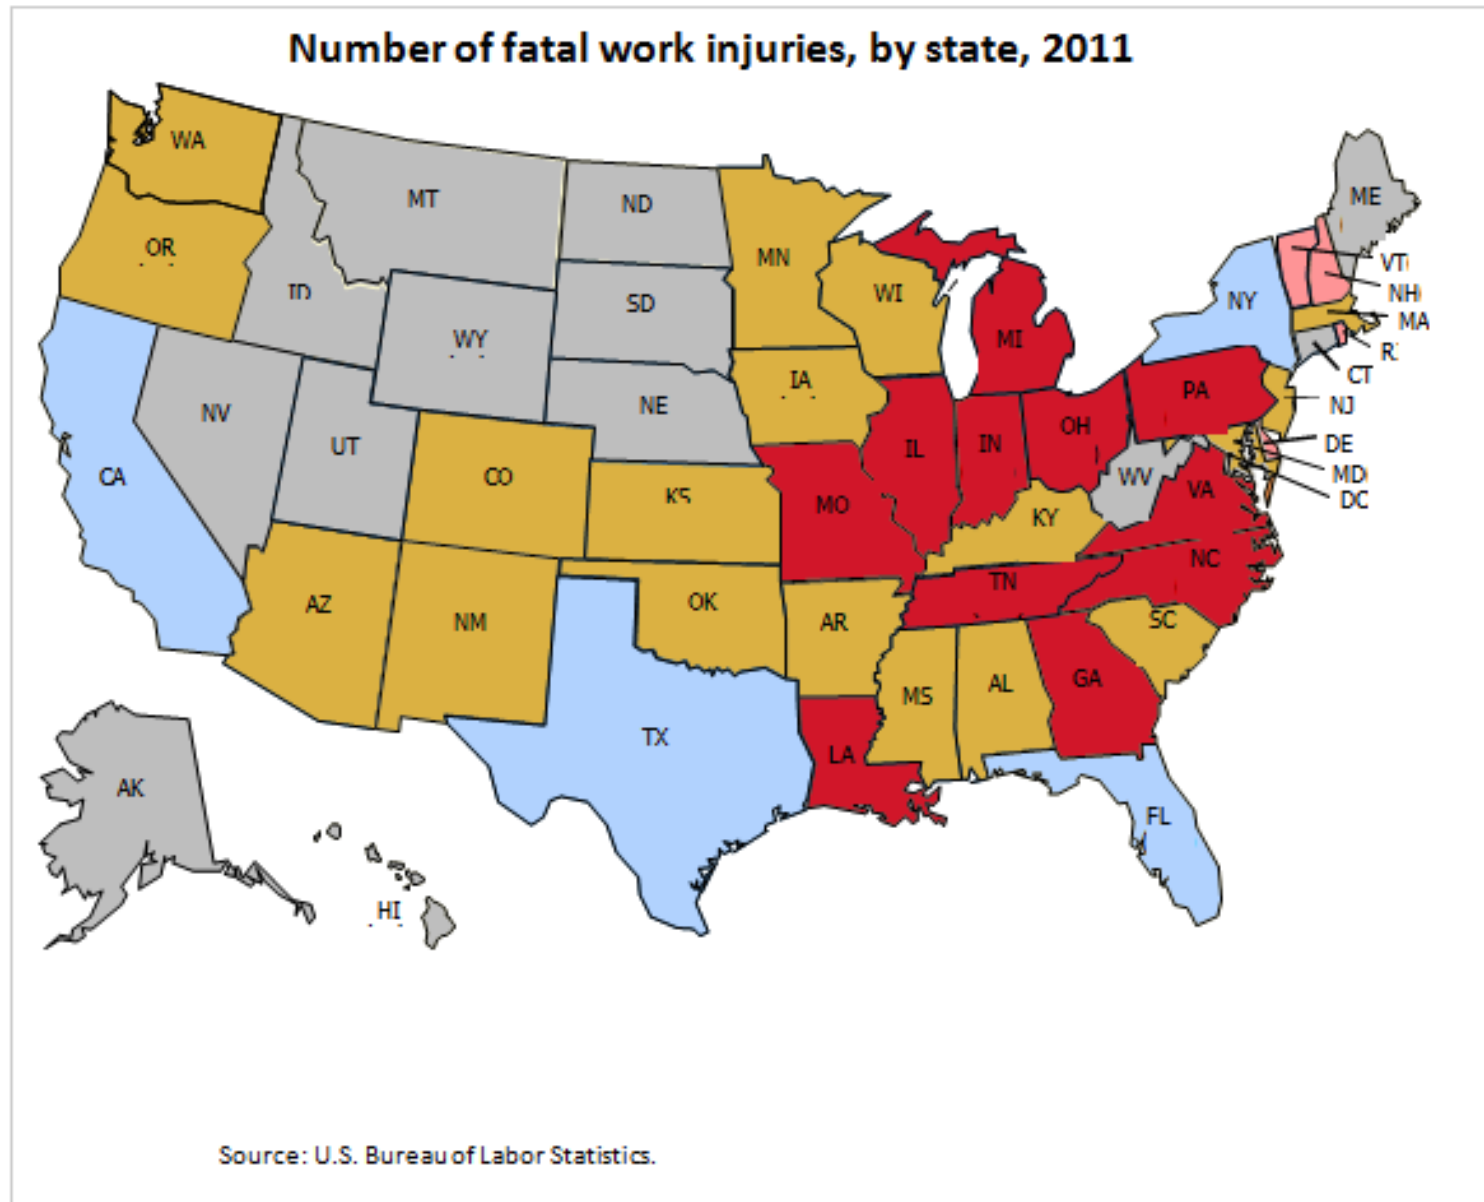 Number of fatal work injuries, by state, 2011
WA
MT
ND
ME
OR
MN
VT
ID
SD
WI
NY
NH
MA
WY
MI
CT
IA
PA
NE
NJ
NV
OH
UT
IL
IN
DE
CA
CO
MD
WV
KS
VA
DC
MO
KY
NC
TN
AZ
OK
NM
AR
SC
MS
AL
GA
TX
LA
AK
FL
HI
Source: U.S. Bureau of Labor Statistics.